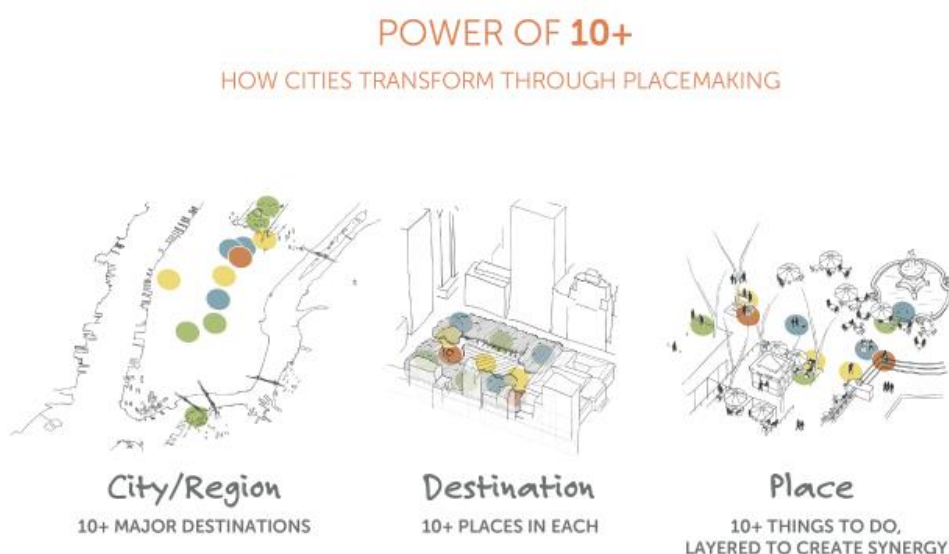 POWER OF 10+
HOW CITIES TRANSFORM THROUGH PLACEMAKING
City/Region
10+ MAJOR DESTINATIONS
Destination
10+ PLACES IN EACH
Place
10+ THINGS TO DO,
LAYERED TO CREATE SYNERGY